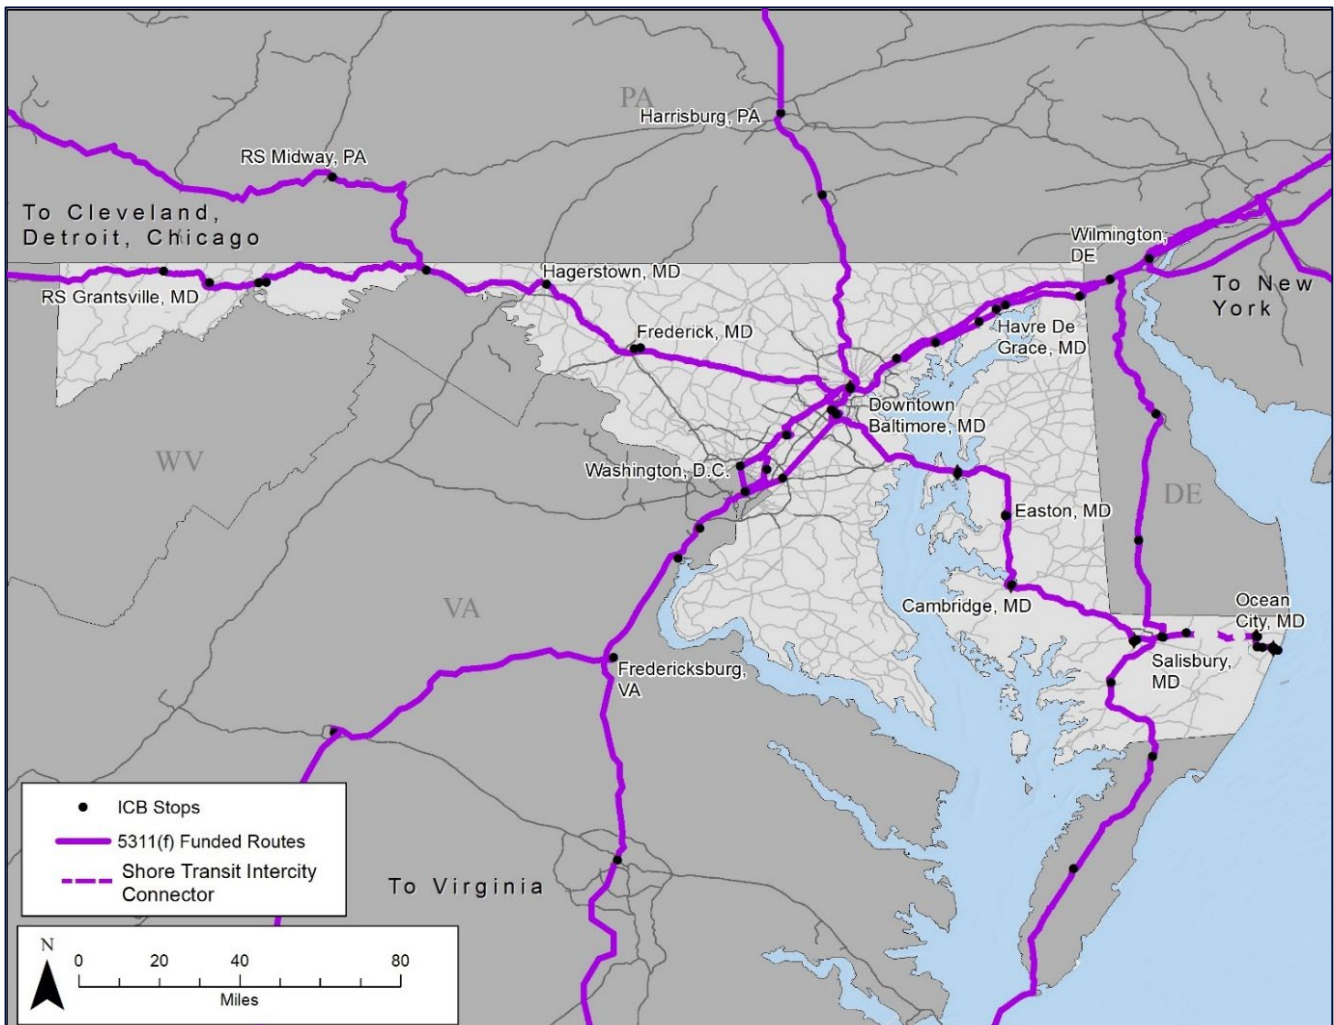 PA
Harrisburg, PA
RS Midway, PA
To Cleveland,
Detroit, Chicago
Wilmington,
DE
Hagerstown, MD
RS Grantsville, MD
To New
York
Frederick, MD
Havre De
Grace, MD
Downtown
Baltimore, MD
WV
Washington, D.C.
DE
Easton, MD
VA
Cambridge, MD
Ocean
City, MD
Fredericksburg,
VA
Salisbury,
MD
ICB Stops
5311(f) Funded Routes
Shore Transit Intercity
Connector
To Virginia
N
0 20 40 80
Miles